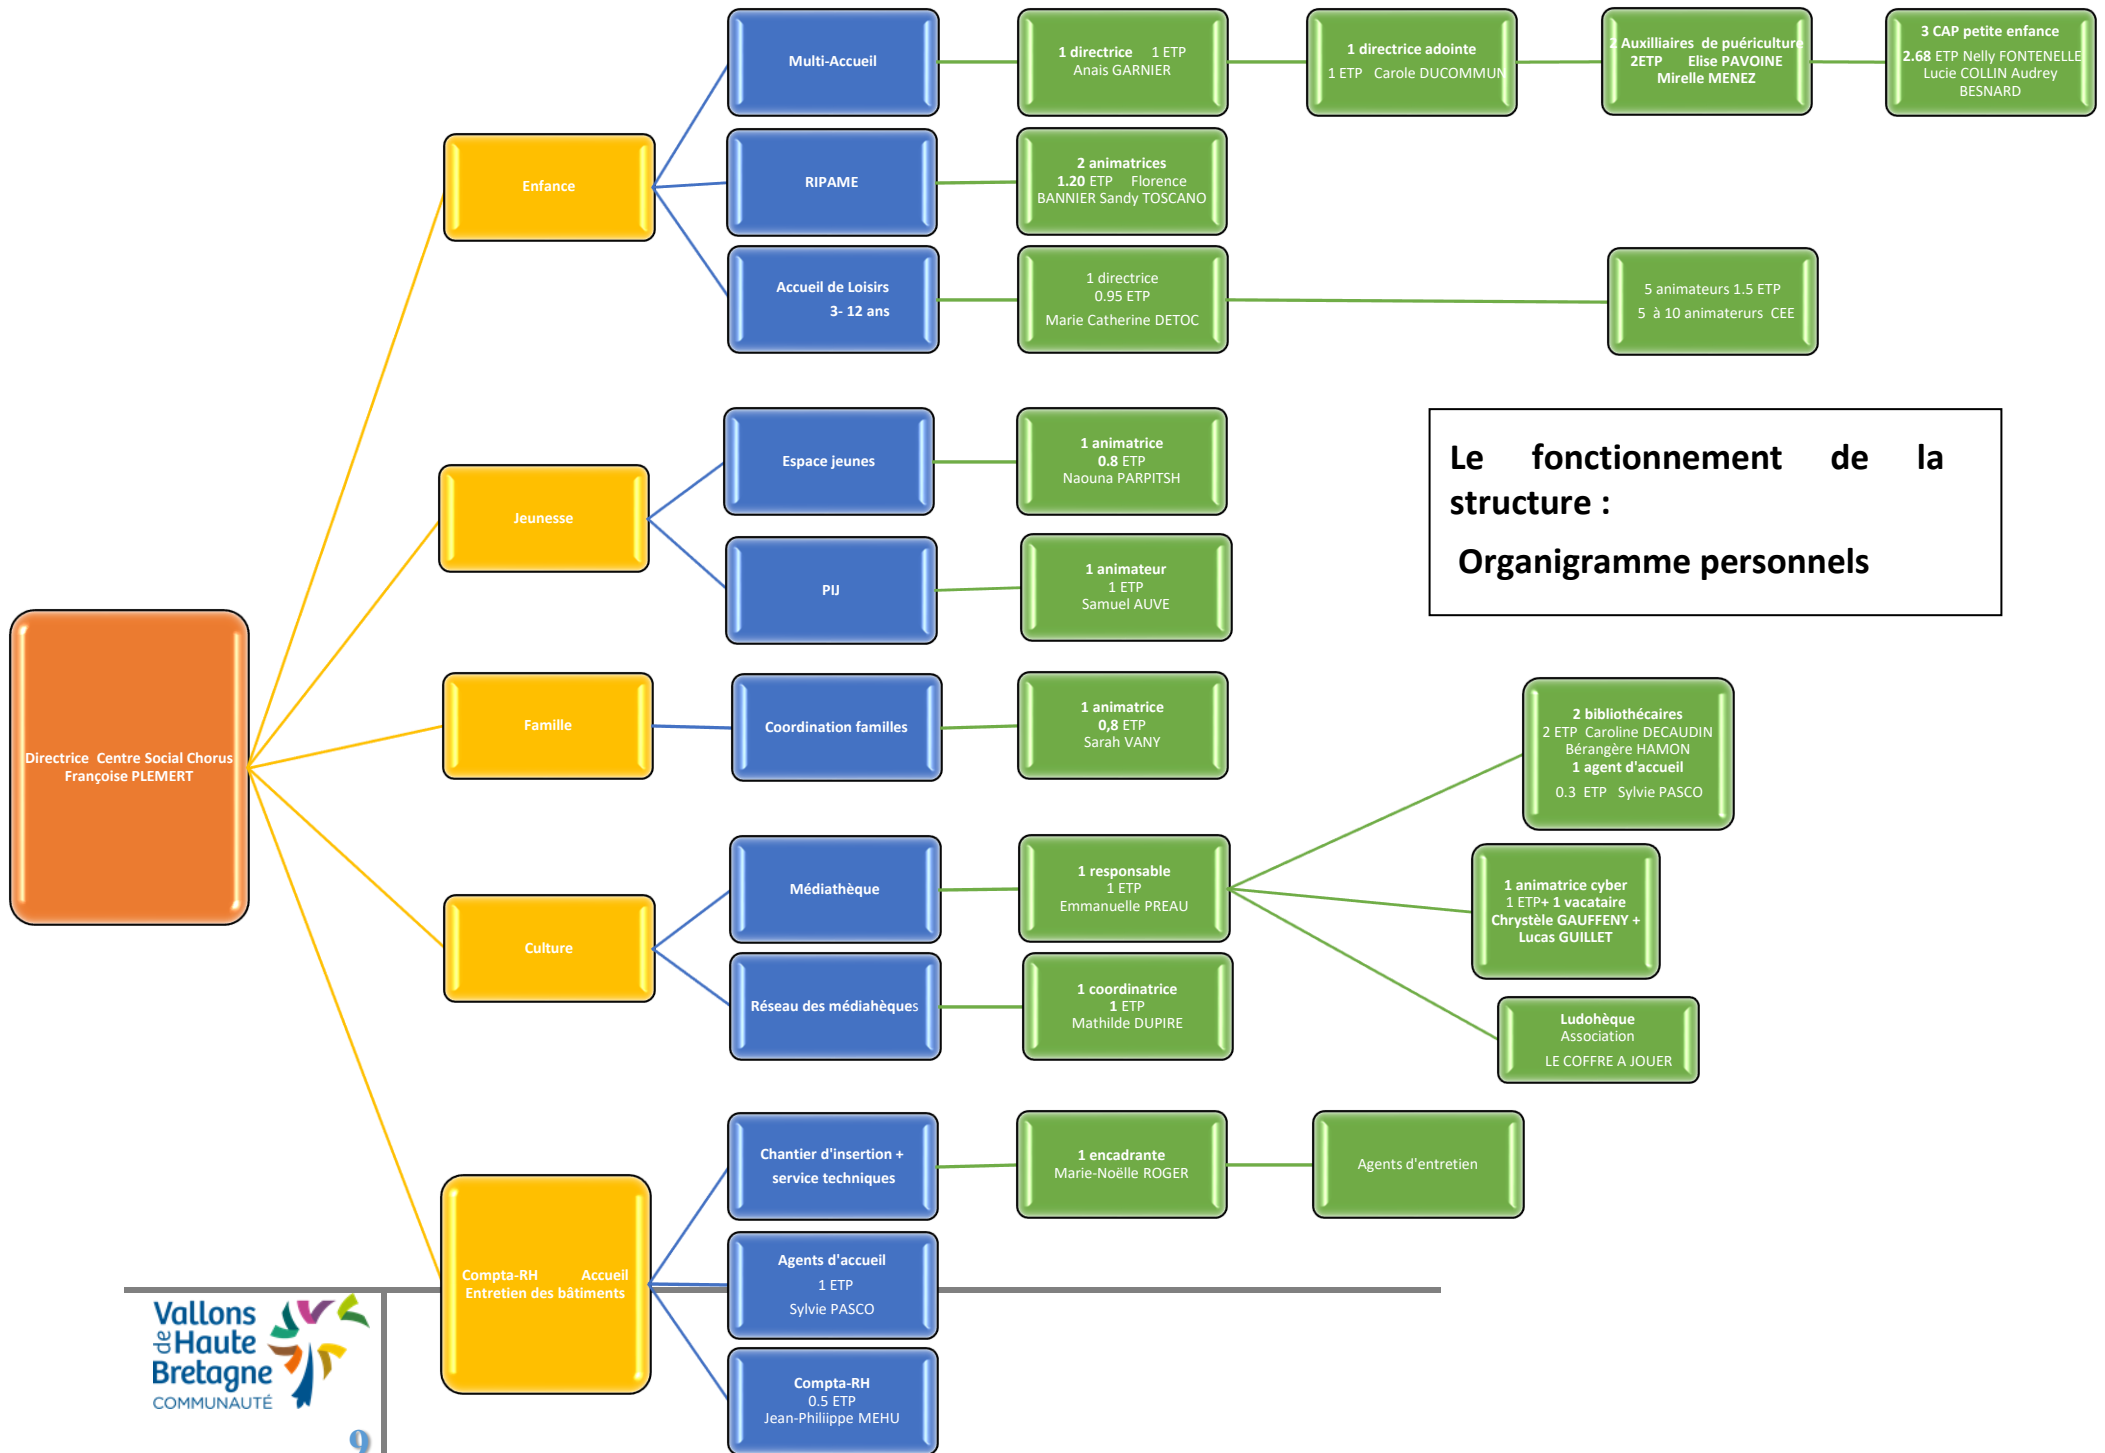 Multi-Accueil
1 directrice 1 ETP
Anais GARNIER
1 directrice adointe
1 ETP Carole DUCOMMUN
2 Auxilliaires de puériculture
2ETP Elise PAVOINE
Mirelle MENEZ
3 CAP petite enfance
2.68 ETP Nelly FONTENELLE
Lucie COLLIN Audrey
BESNARD
Enfance
RIPAME
2 animatrices
1.20 ETP Florence
BANNIER Sandy TOSCANO
Accueil de Loisirs
3- 12 ans
1 directrice
0.95 ETP
Marie Catherine DETOC
5 animateurs 1.5 ETP
5 à 10 animaterurs CEE
Le fonctionnement de la
structure :
Organigramme personnels
Jeunesse
Espace jeunes
1 animatrice
0.8 ETP
Naouna PARPITSH
PIJ
1 animateur
1 ETP
Samuel AUVE
Directrice Centre Social Chorus
Françoise PLEMERT
Famille
Coordination familles
1 animatrice
0,8 ETP
Sarah VANY
Culture
Médiathèque
1 responsable
1 ETP
Emmanuelle PREAU
2 bibliothécaires
2 ETP Caroline DECAUDIN
Bérangère HAMON
1 agent d'accueil
0.3 ETP Sylvie PASCO
1 animatrice cyber
1 ETP+ 1 vacataire
Chrystèle GAUFFENY +
Lucas GUILLET
Ludohèque
Association
LE COFFRE A JOUER
Réseau des médiahèques
1 coordinatrice
1 ETP
Mathilde DUPIRE
Compta-RH Accueil
Entretien des bâtiments
Chantier d'insertion +
service techniques
1 encadrante
Marie-Noëlle ROGER
Agents d'entretien
Agents d'accueil
1 ETP
Sylvie PASCO
Compta-RH
0.5 ETP
Jean-Philiippe MEHU
Vallons
de Haute
Bretagne
COMMUNAUTÉ
9